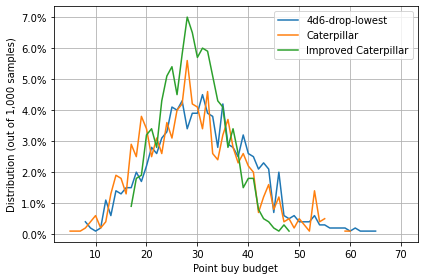 7.0%
6.0%
5.0%
4.0%
3.0%
2.0%
1.0%
0.0%
Distribution (out of 1,000 samples)
4d6-drop-lowest
Caterpillar
Improved Caterpillar
10 20 30 40 50 60 70
Point buy budget